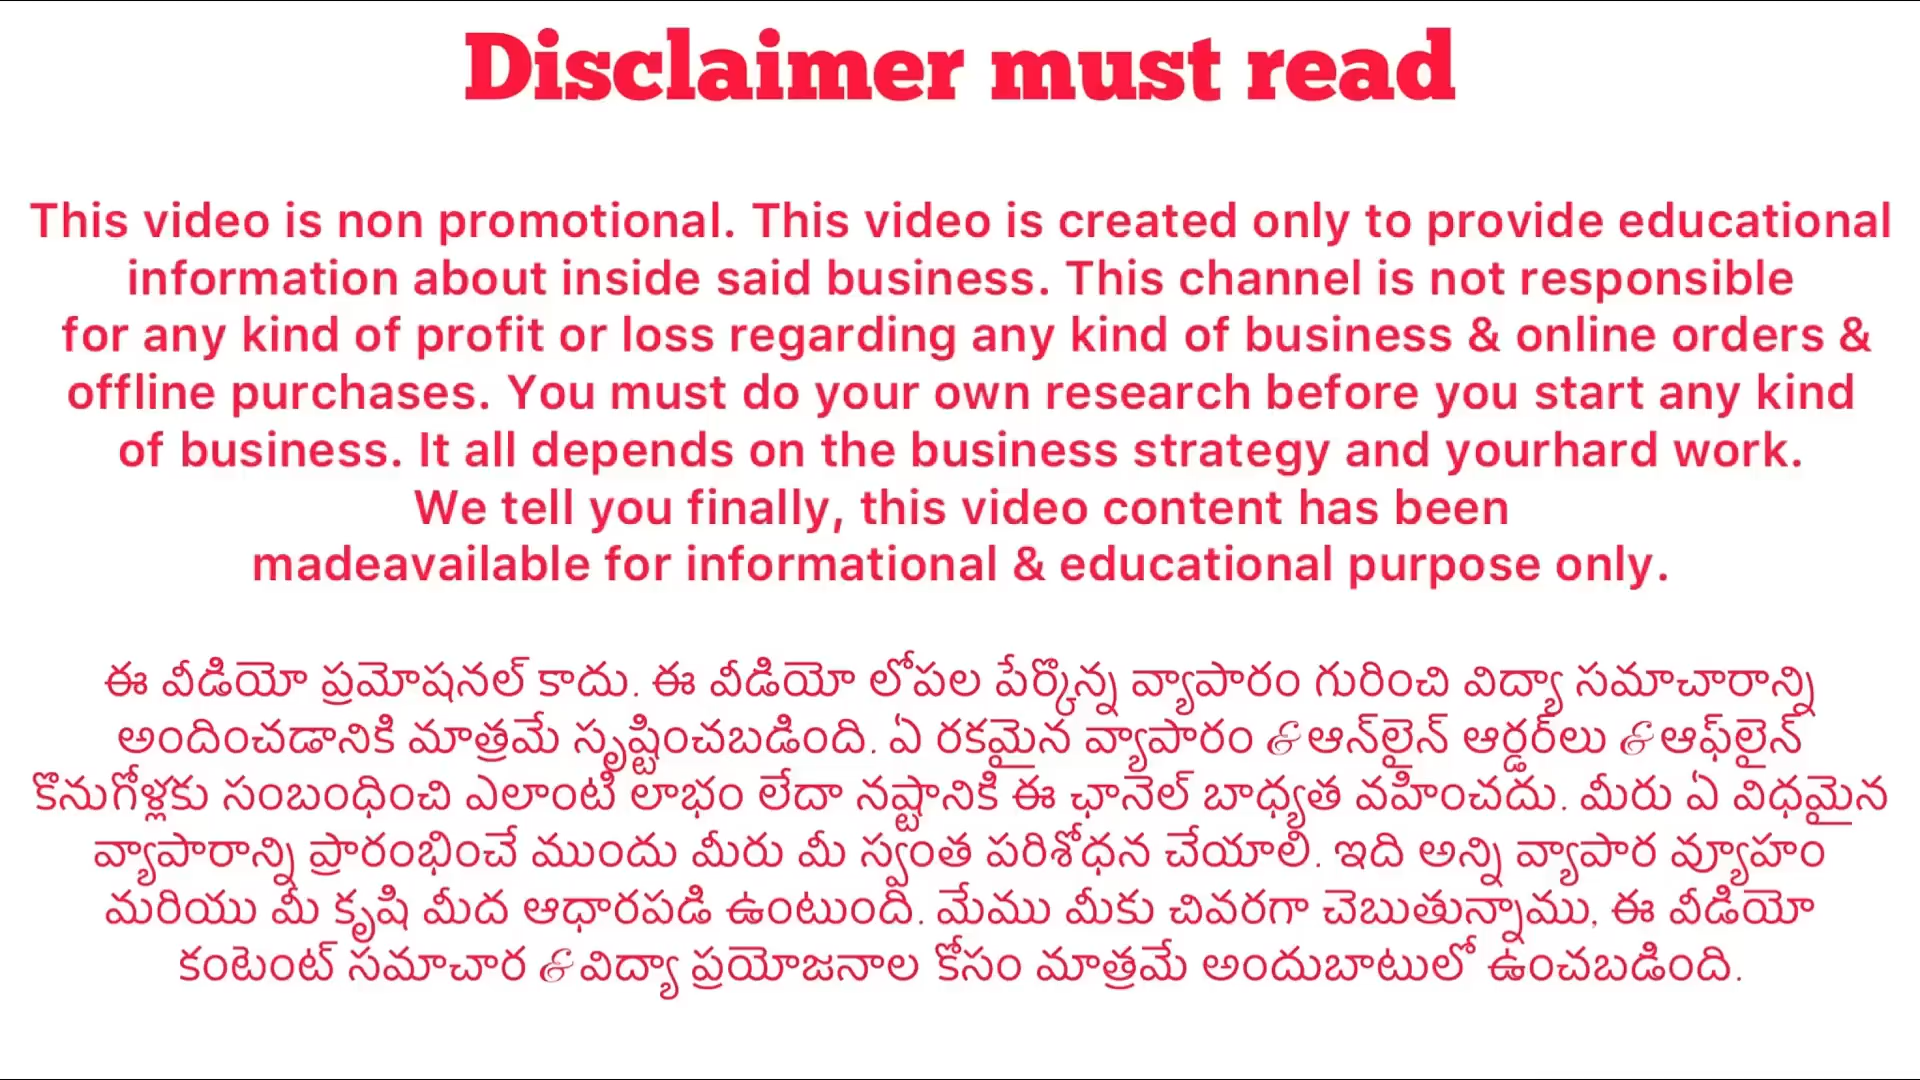 Disclaimer must read
This video is non promotional. This video is created only to provide educational
information about inside said business. This channel is not responsible
for any kind of profit or loss regarding any kind of business & online orders &
offline purchases. You must do your own research before you start any kind
of business. It all depends on the business strategy and yourhard work.
We tell you finally, this video content has been
madeavailable for informational & educational purpose only.
ఈ వీడియో ప్రమోషనల్ కాదు. ఈ వీడియో లోపల పేర్కొన్న వ్యాపారం గురించి విద్యా సమాచారాన్ని
అందించడానికి మాత్రమే సృష్టించబడింది. ఏ రకమైన వ్యాపారం & ఆన్‌లైన్ ఆర్డర్‌లు & ఆఫ్‌లైన్
కొనుగోళ్లకు సంబంధించి ఎలాంటి లాభం లేదా నష్టానికి ఈ ఛానెల్ బాధ్యత వహించదు. మీరు ఏ విధమైన
వ్యాపారాన్ని ప్రారంభించే ముందు మీరు మీ స్వంత పరిశోధన చేయాలి. ఇది అన్ని వ్యాపార వ్యూహం
మరియు మీ కృషి మీద ఆధారపడి ఉంటుంది. మేము మీకు చివరగా చెబుతున్నాము, ఈ వీడియో
కంటెంట్ సమాచార & విద్యా ప్రయోజనాల కోసం మాత్రమే అందుబాటులో ఉంచబడింది.